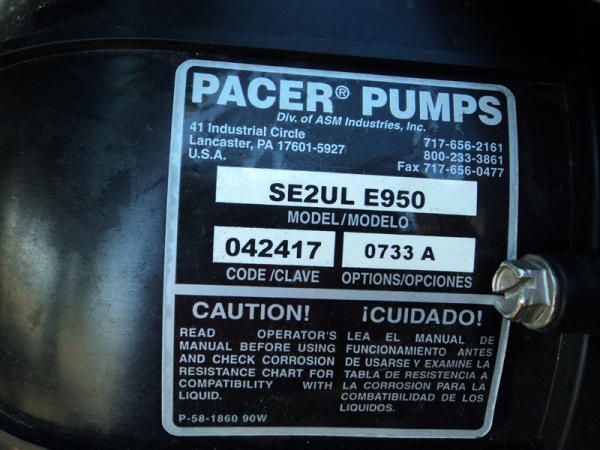 PACER® PUMPS
Div. of ASM Industries, Inc.
41 Industrial Circle
Lancaster, PA 17601-5927
U.S.A.
717-656-2161
800-233-3861
Fax 717-656-0477
SE2UL E950
MODEL/MODELO
042417
CODE/CLAVE
0733 A
OPTIONS/OPCIONES
CAUTION!
READ OPERATOR'S
MANUAL BEFORE USING
AND CHECK CORROSION
RESISTANCE CHART FOR
COMPATIBILITY WITH
LIQUID.
¡CUIDADO!
LEA EL MANUAL DE
FUNCIONAMIENTO ANTES
DE USARSE Y EXAMINE LA
TABLA DE RESISTENCIA A
LA CORROSIÓN PARA LA
COMBATIBILIDAD DE LOS
LIQUIDOS.
P-58-1860 90W